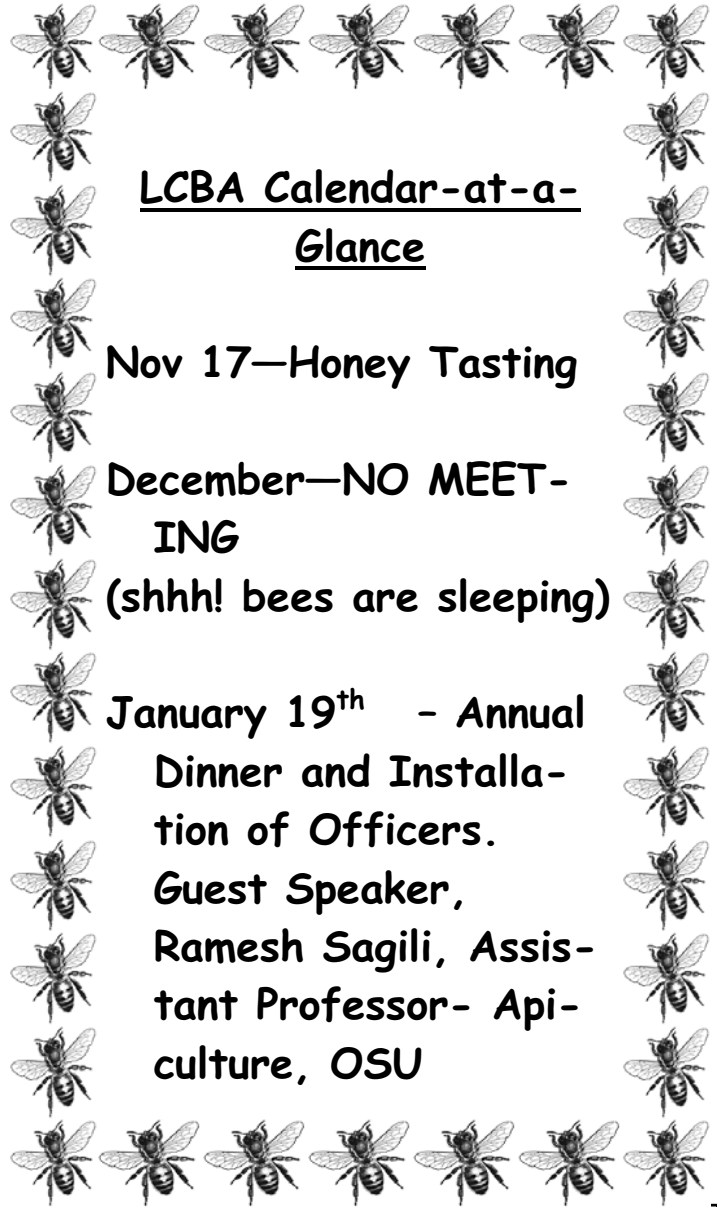 LCBA Calendar-at-a-
Glance
Nov 17—Honey Tasting
December—NO MEET-
ING
(shhh! bees are sleeping)
January 19th – Annual
Dinner and Installa-
tion of Officers.
Guest Speaker,
Ramesh Sagili, Assis-
tant Professor- Api-
culture, OSU